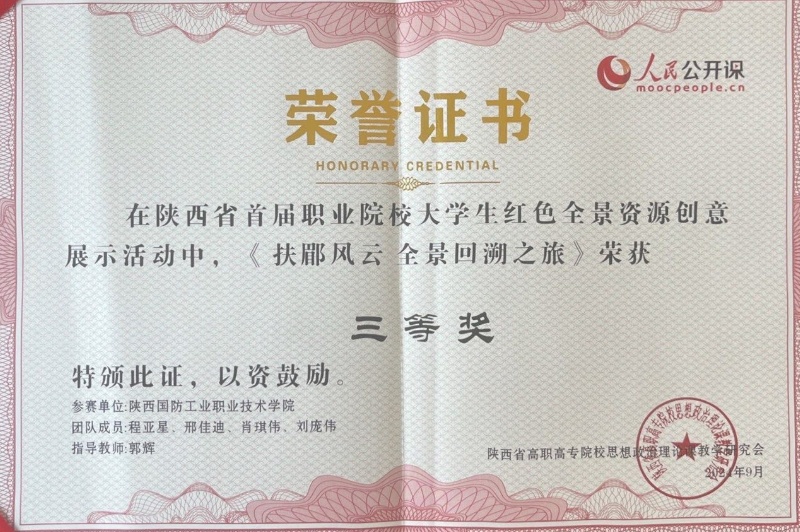 人民公开课
moocpeople.cn
荣誉证书
HONORARY CREDENTIAL
在陕西省首届职业院校大学生红色全景资源创意
展示活动中，《扶郿风云 全景回溯之旅》荣获
三等奖
特颁此证，以资鼓励。
参赛单位:陕西国防工业职业技术学院
团队成员:程亚星、邢佳迪、肖琪伟、刘庞伟
指导教师:郭辉
陕西省高职高专院校思想政治理论课教学研究会
2024年9月